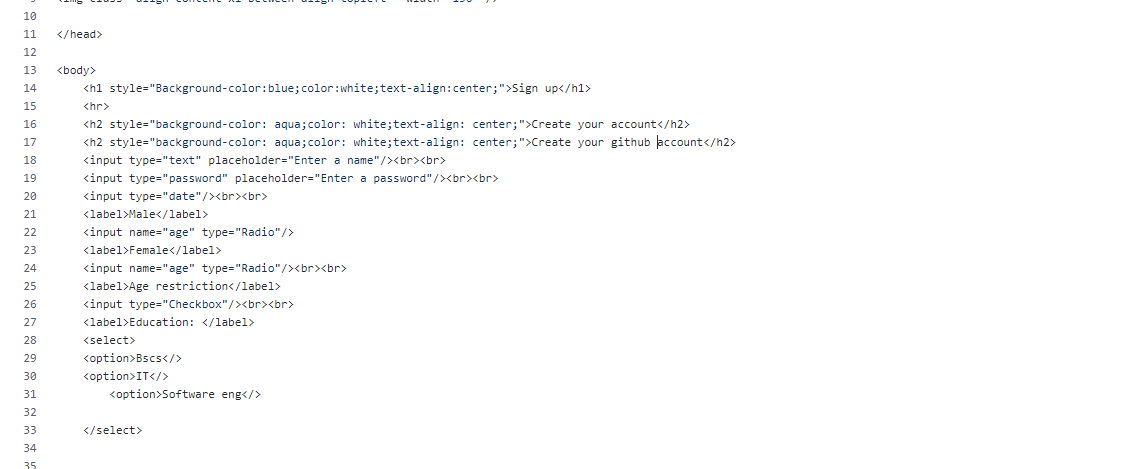 10
11 </head>
12
13 <body>
14 <h1 style="Background-color:blue;color:white;text-align:center;">Sign up</h1>
15 <hr>
16 <h2 style="background-color: aqua;color: white;text-align: center;">Create your account</h2>
17 <h2 style="background-color: aqua;color: white;text-align: center;">Create your github account</h2>
18 <input type="text" placeholder="Enter a name"/><br><br>
19 <input type="password" placeholder="Enter a password"/><br><br>
20 <input type="date"/><br><br>
21 <label>Male</label>
22 <input name="age" type="Radio"/>
23 <label>Female</label>
24 <input name="age" type="Radio"/><br><br>
25 <label>Age restriction</label>
26 <input type="Checkbox"/><br><br>
27 <label>Education: </label>
28 <select>
29 <option>Bscs</>
30 <option>IT</>
31 <option>Software eng</>
32
33 </select>
34
35